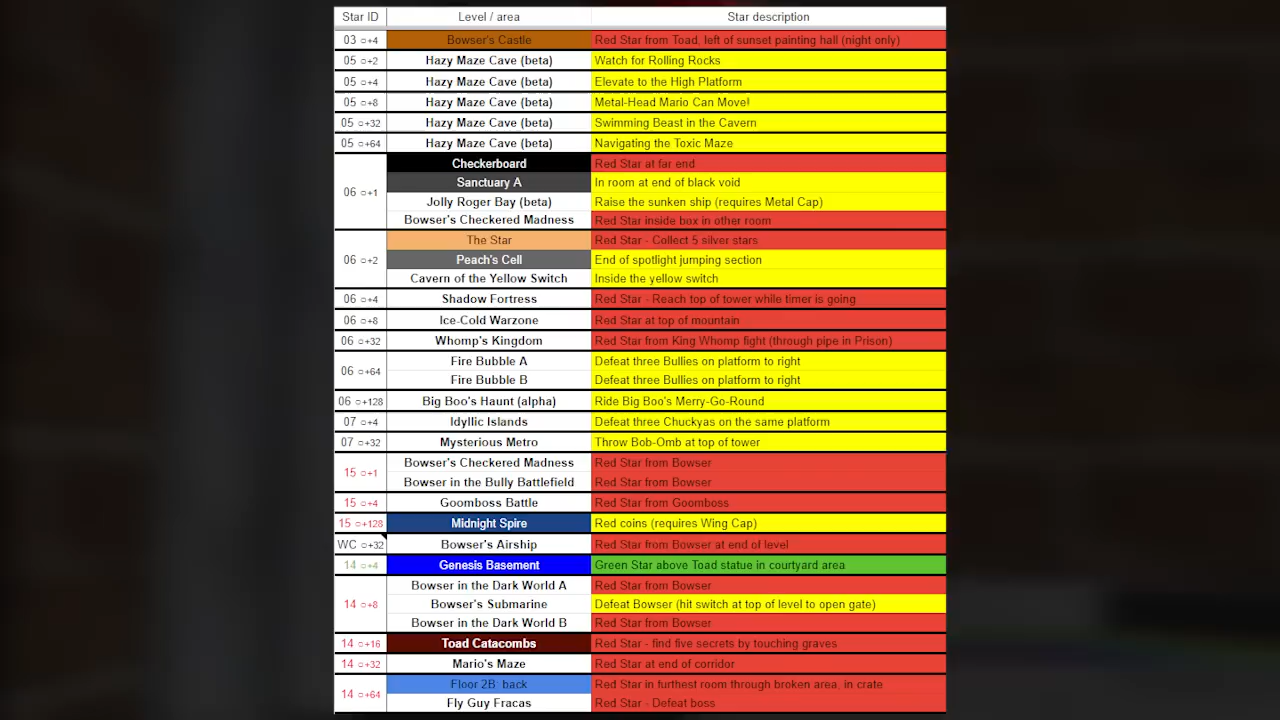 Star ID Level / area Star description
03 ○+4 Bowser's Castle Red Star from Toad, left of sunset painting hall (night only)
05 ○+2 Hazy Maze Cave (beta) Watch for Rolling Rocks
05 ○+4 Hazy Maze Cave (beta) Elevate to the High Platform
05 ○+8 Hazy Maze Cave (beta) Metal-Head Mario Can Move!
05 ○+32 Hazy Maze Cave (beta) Swimming Beast in the Cavern
05 ○+64 Hazy Maze Cave (beta) Navigating the Toxic Maze
06 ○+1 Checkerboard Red Star at far end
Sanctuary A In room at end of black void
Jolly Roger Bay (beta) Raise the sunken ship (requires Metal Cap)
Bowser's Checkered Madness Red Star inside box in other room
06 ○+2 The Star Red Star - Collect 5 silver stars
Peach's Cell End of spotlight jumping section
Cavern of the Yellow Switch Inside the yellow switch
06 ○+4 Shadow Fortress Red Star - Reach top of tower while timer is going
06 ○+8 Ice-Cold Warzone Red Star at top of mountain
06 ○+32 Whomp's Kingdom Red Star from King Whomp fight (through pipe in Prison)
06 ○+64 Fire Bubble A Defeat three Bullies on platform to right
Fire Bubble B Defeat three Bullies on platform to right
06 ○+128 Big Boo's Haunt (alpha) Ride Big Boo's Merry-Go-Round
07 ○+4 Idyllic Islands Defeat three Chuckyas on the same platform
07 ○+32 Mysterious Metro Throw Bob-Omb at top of tower
15 ○+1 Bowser's Checkered Madness Red Star from Bowser
Bowser in the Bully Battlefield Red Star from Bowser
15 ○+4 Goomboss Battle Red Star from Goomboss
15 ○+128 Midnight Spire Red coins (requires Wing Cap)
WC ○+32 Bowser's Airship Red Star from Bowser at end of level
14 ○+4 Genesis Basement Green Star above Toad statue in courtyard area
14 ○+8 Bowser in the Dark World A Red Star from Bowser
Bowser's Submarine Defeat Bowser (hit switch at top of level to open gate)
Bowser in the Dark World B Red Star from Bowser
14 ○+16 Toad Catacombs Red Star - find five secrets by touching graves
14 ○+32 Mario's Maze Red Star at end of corridor
14 ○+64 Floor 2B: back Red Star in furthest room through broken area, in crate
Fly Guy Fracas Red Star - Defeat boss